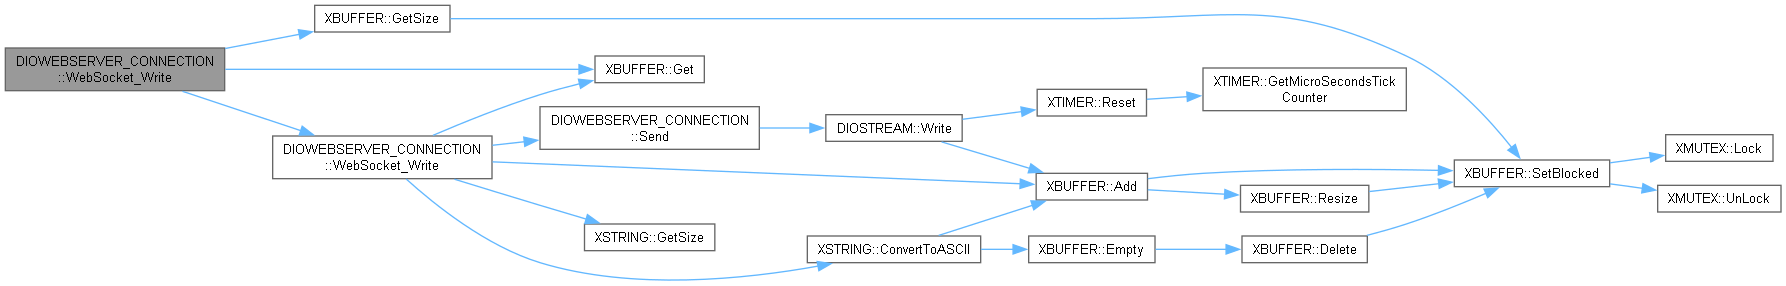 DIOWEBSERVER_CONNECTION
::WebSocket_Write
XBUFFER::GetSize
XBUFFER::Get
DIOWEBSERVER_CONNECTION
::WebSocket_Write
DIOWEBSERVER_CONNECTION
::Send
XSTRING::GetSize
DIOSTREAM::Write
XSTRING::ConvertToASCII
XTIMER::Reset
XBUFFER::Add
XBUFFER::Empty
XTIMER::GetMicroSecondsTick
Counter
XBUFFER::Resize
XBUFFER::Delete
XBUFFER::SetBlocked
XMUTEX::Lock
XMUTEX::UnLock